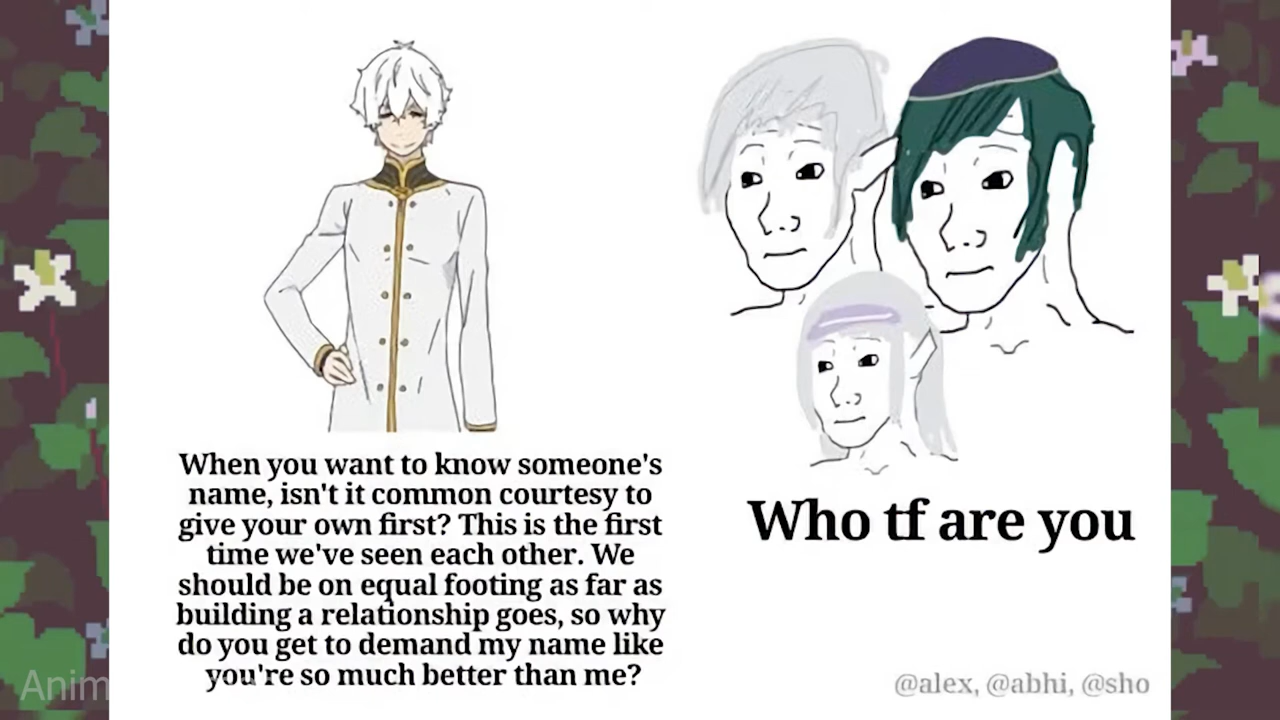 When you want to know someone's
name, isn't it common courtesy to
give your own first? This is the first
time we've seen each other. We
should be on equal footing as far as
building a relationship goes, so why
do you get to demand my name like
you're so much better than me?
Who tf are you
@alex, @abhi, @sho
Anim